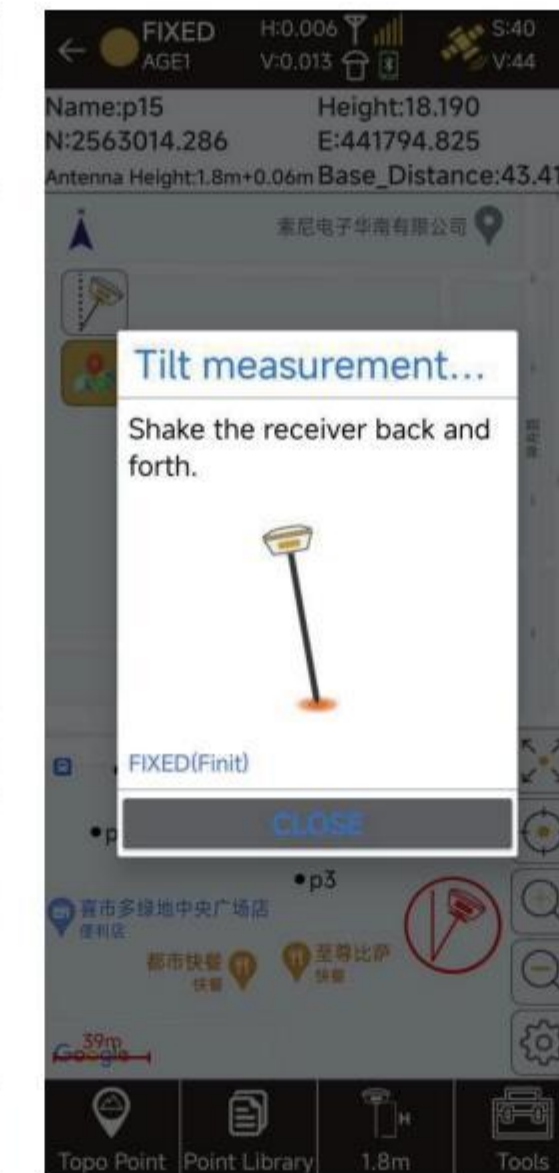 FIXED
H:0.006
S:40
AGE1
V:0.013
V:44
Name:p15
Height:18.190
N:2563014.286
E:441794.825
Antenna Height:1.8m+0.06m
Base_Distance:43.41
索尼电子华南有限公司
Tilt measurement...
Shake the receiver back and
forth.
FIXED(Finit)
CLOSE
p3
喜市多绿地中央广场店
便利店
都市快餐
快餐
至尊比萨
快餐
39m
Google
H
Topo Point
Point Library
1.8m
Tools